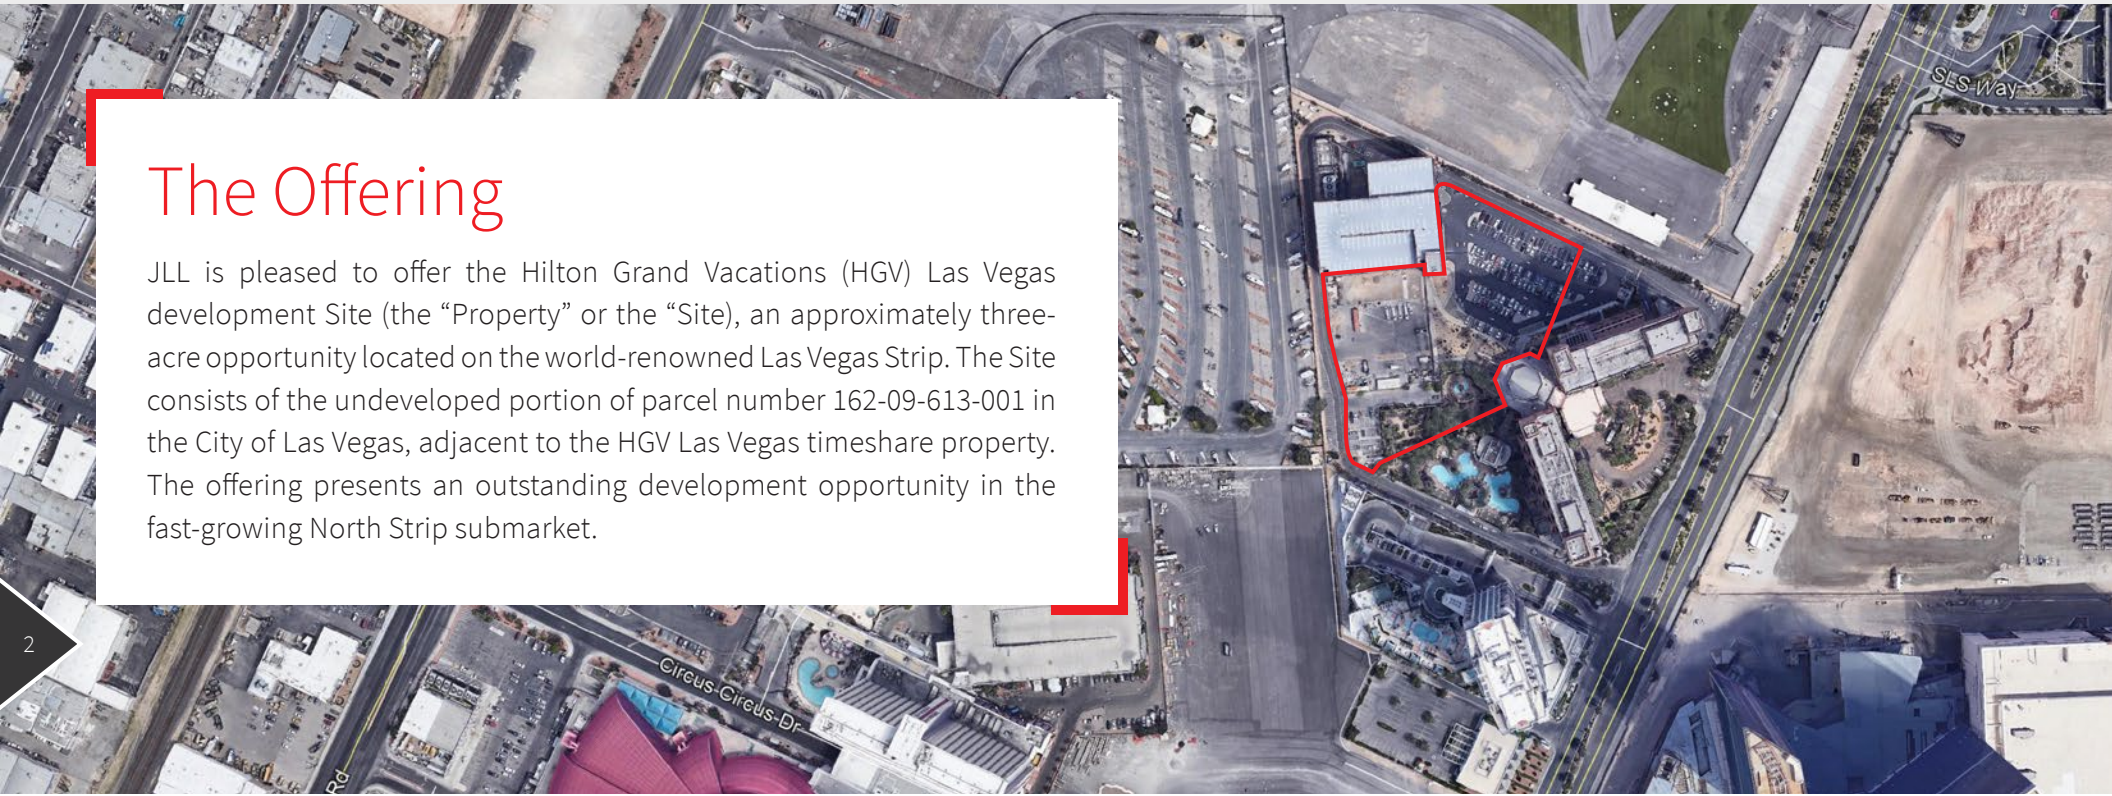 The Offering
JLL is pleased to offer the Hilton Grand Vacations (HGV) Las Vegas
development Site (the “Property” or the “Site), an approximately three-
acre opportunity located on the world-renowned Las Vegas Strip. The Site
consists of the undeveloped portion of parcel number 162-09-613-001 in
the City of Las Vegas, adjacent to the HGV Las Vegas timeshare property.
The offering presents an outstanding development opportunity in the
fast-growing North Strip submarket.
SLS Way
2
Circus Circus Dr
Rd